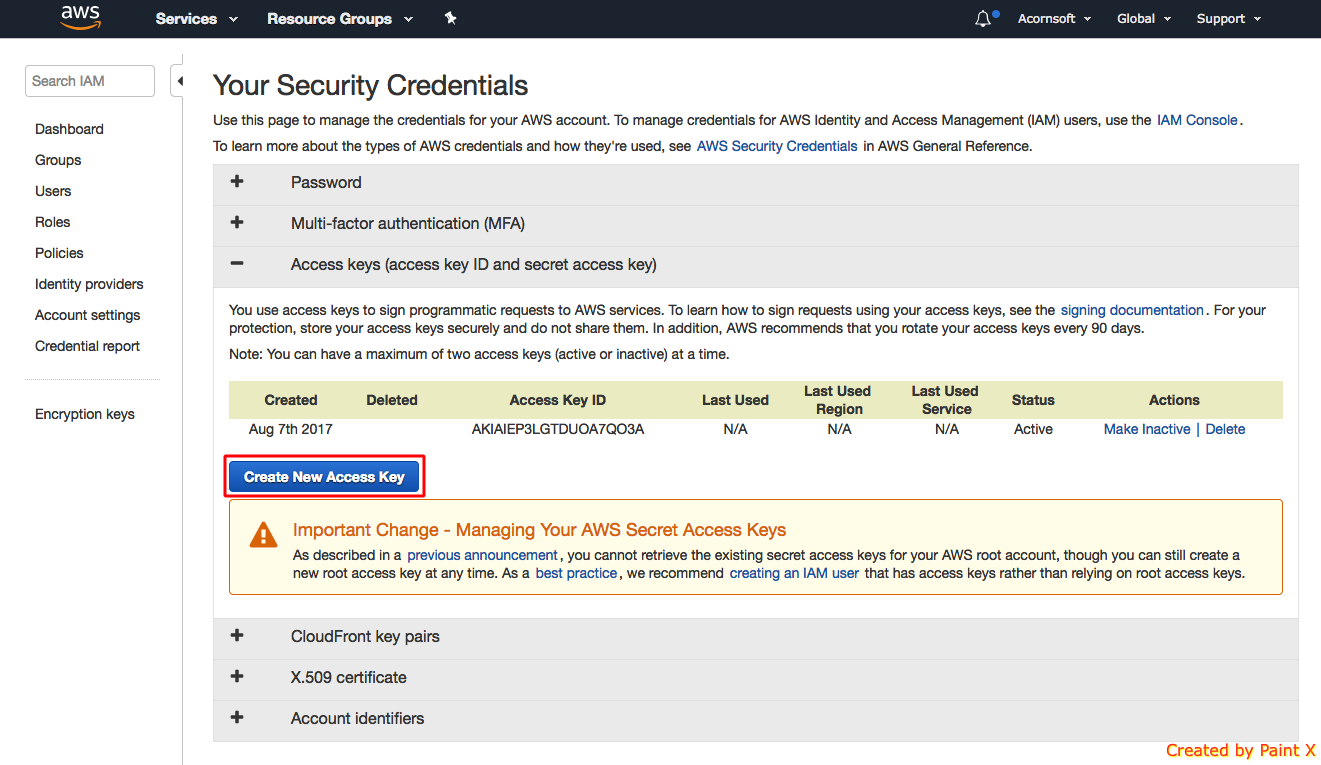 aws Services Resource Groups Acornsoft Global Support
Search IAM
Dashboard
Groups
Users
Roles
Policies
Identity providers
Account settings
Credential report
Encryption keys
Your Security Credentials
Use this page to manage the credentials for your AWS account. To manage credentials for AWS Identity and Access Management (IAM) users, use the IAM Console.
To learn more about the types of AWS credentials and how they're used, see AWS Security Credentials in AWS General Reference.
Password
Multi-factor authentication (MFA)
Access keys (access key ID and secret access key)
You use access keys to sign programmatic requests to AWS services. To learn how to sign requests using your access keys, see the signing documentation. For your
protection, store your access keys securely and do not share them. In addition, AWS recommends that you rotate your access keys every 90 days.
Note: You can have a maximum of two access keys (active or inactive) at a time.
Created Deleted Access Key ID Last Used Last Used Region Last Used Service Status Actions
Aug 7th 2017 AKIAIEP3LGTDUOA7QO3A N/A N/A N/A Active Make Inactive | Delete
Create New Access Key
Important Change - Managing Your AWS Secret Access Keys
As described in a previous announcement, you cannot retrieve the existing secret access keys for your AWS root account, though you can still create a
new root access key at any time. As a best practice, we recommend creating an IAM user that has access keys rather than relying on root access keys.
CloudFront key pairs
X.509 certificate
Account identifiers
Created by Paint X